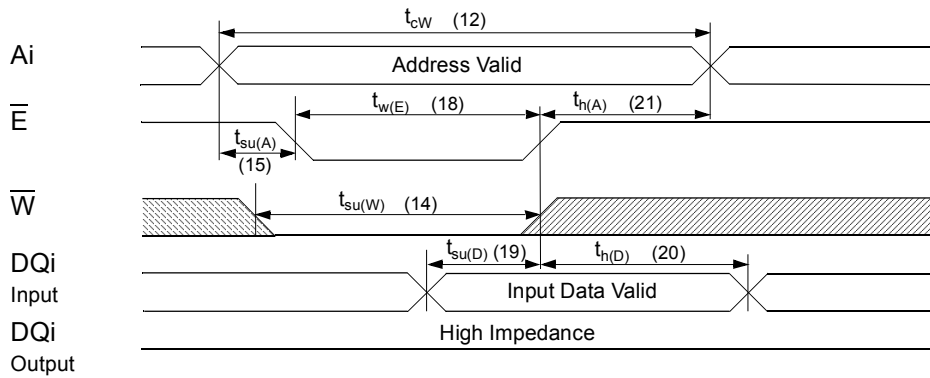 tcW (12)
Ai
Address Valid
tw(E) (18)
th(A) (21)
E̅
tsu(A)
(15)
W̅
tsu(W) (14)
tsu(D) (19)
th(D) (20)
DQi
Input
Input Data Valid
DQi
Output
High Impedance